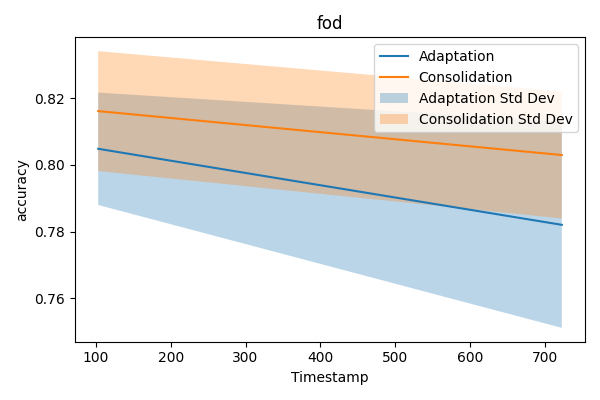 fod
Adaptation
Consolidation
Adaptation Std Dev
Consolidation Std Dev
0.82
0.80
0.78
0.76
accuracy
100 200 300 400 500 600 700
Timestamp